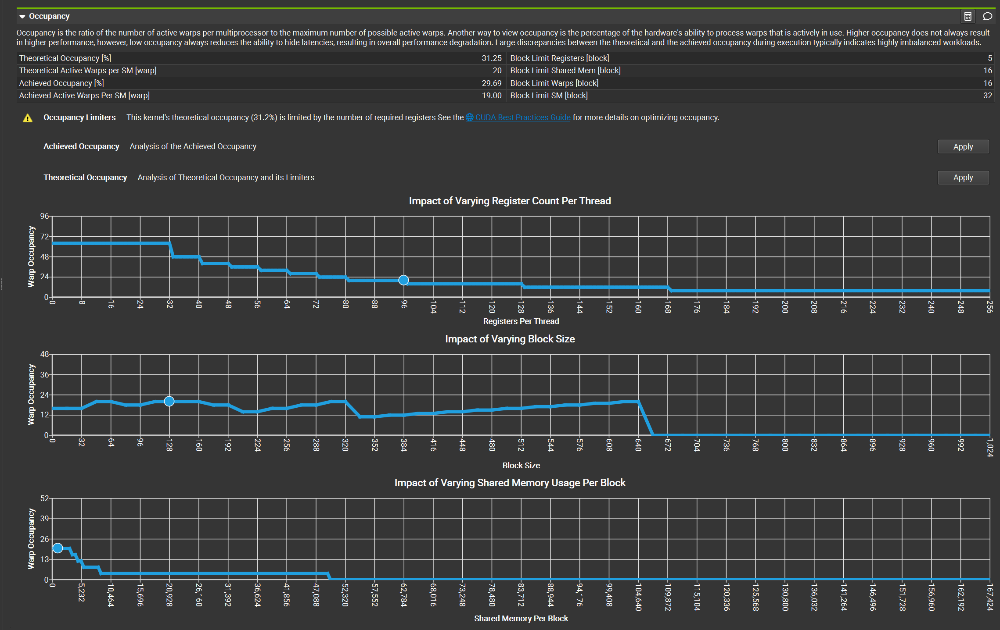 Occupancy
Occupancy is the ratio of the number of active warps per multiprocessor to the maximum number of possible active warps. Another way to view occupancy is the percentage of the hardware's ability to process warps that is actively in use. Higher occupancy does not always result
in higher performance, however, low occupancy always reduces the ability to hide latencies, resulting in overall performance degradation. Large discrepancies between the theoretical and the achieved occupancy during execution typically indicates highly imbalanced workloads.
Theoretical Occupancy [%] 31.25 Block Limit Registers [block] 5
Theoretical Active Warps per SM [warp] 20 Block Limit Shared Mem [block] 16
Achieved Occupancy [%] 29.69 Block Limit Warps [block] 16
Achieved Active Warps Per SM [warp] 19.00 Block Limit SM [block] 32
Occupancy Limiters This kernel's theoretical occupancy (31.2%) is limited by the number of required registers See the CUDA Best Practices Guide for more details on optimizing occupancy.
Achieved Occupancy Analysis of the Achieved Occupancy Apply
Theoretical Occupancy Analysis of Theoretical Occupancy and its Limiters Apply
Impact of Varying Register Count Per Thread
Warp Occupancy
96
72
48
24
0
0 8 16 24 32 40 48 56 64 72 80 88 96 104 112 120 128 136 144 152 160 168 176 184 192 200 208 216 224 232 240 248 256
Registers Per Thread
Impact of Varying Block Size
Warp Occupancy
48
36
24
12
0
0 32 64 96 128 160 192 224 256 288 320 352 384 416 448 480 512 544 576 608 640 672 704 736 768 800 832 864 896 928 960 992 1,024
Block Size
Impact of Varying Shared Memory Usage Per Block
Warp Occupancy
52
39
26
13
0
0 5,232 10,464 15,696 20,928 26,160 31,392 36,624 41,856 47,088 52,320 57,552 62,784 68,016 73,248 78,480 83,712 88,944 94,176 99,408 104,640 109,872 115,104 120,336 125,568 130,800 136,032 141,264 146,496 151,728 156,960 162,192 167,424
Shared Memory Per Block